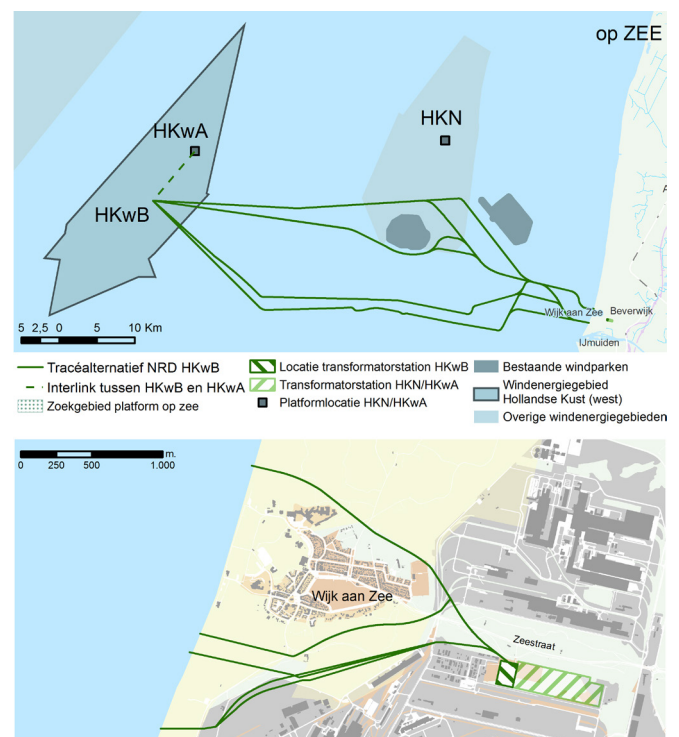 op ZEE
HKwA
HKN
HKwB
5 2,5 0 5 10 Km
Wijk aan Zee
Beverwijk
IJmuiden
A
Tracéalternatief NRD HKwB
Interlink tussen HKwB en HKwA
Zoekgebied platform op zee
Locatie transformatorstation HKwB
Transformatorstation HKN/HKwA
Platformlocatie HKN/HKwA
Bestaande windparken
Windenergiegebied
Hollandse Kust (west)
Overige windenergiegebieden
m.
0 250 500 1.000
Wijk aan Zee
Zeestraat